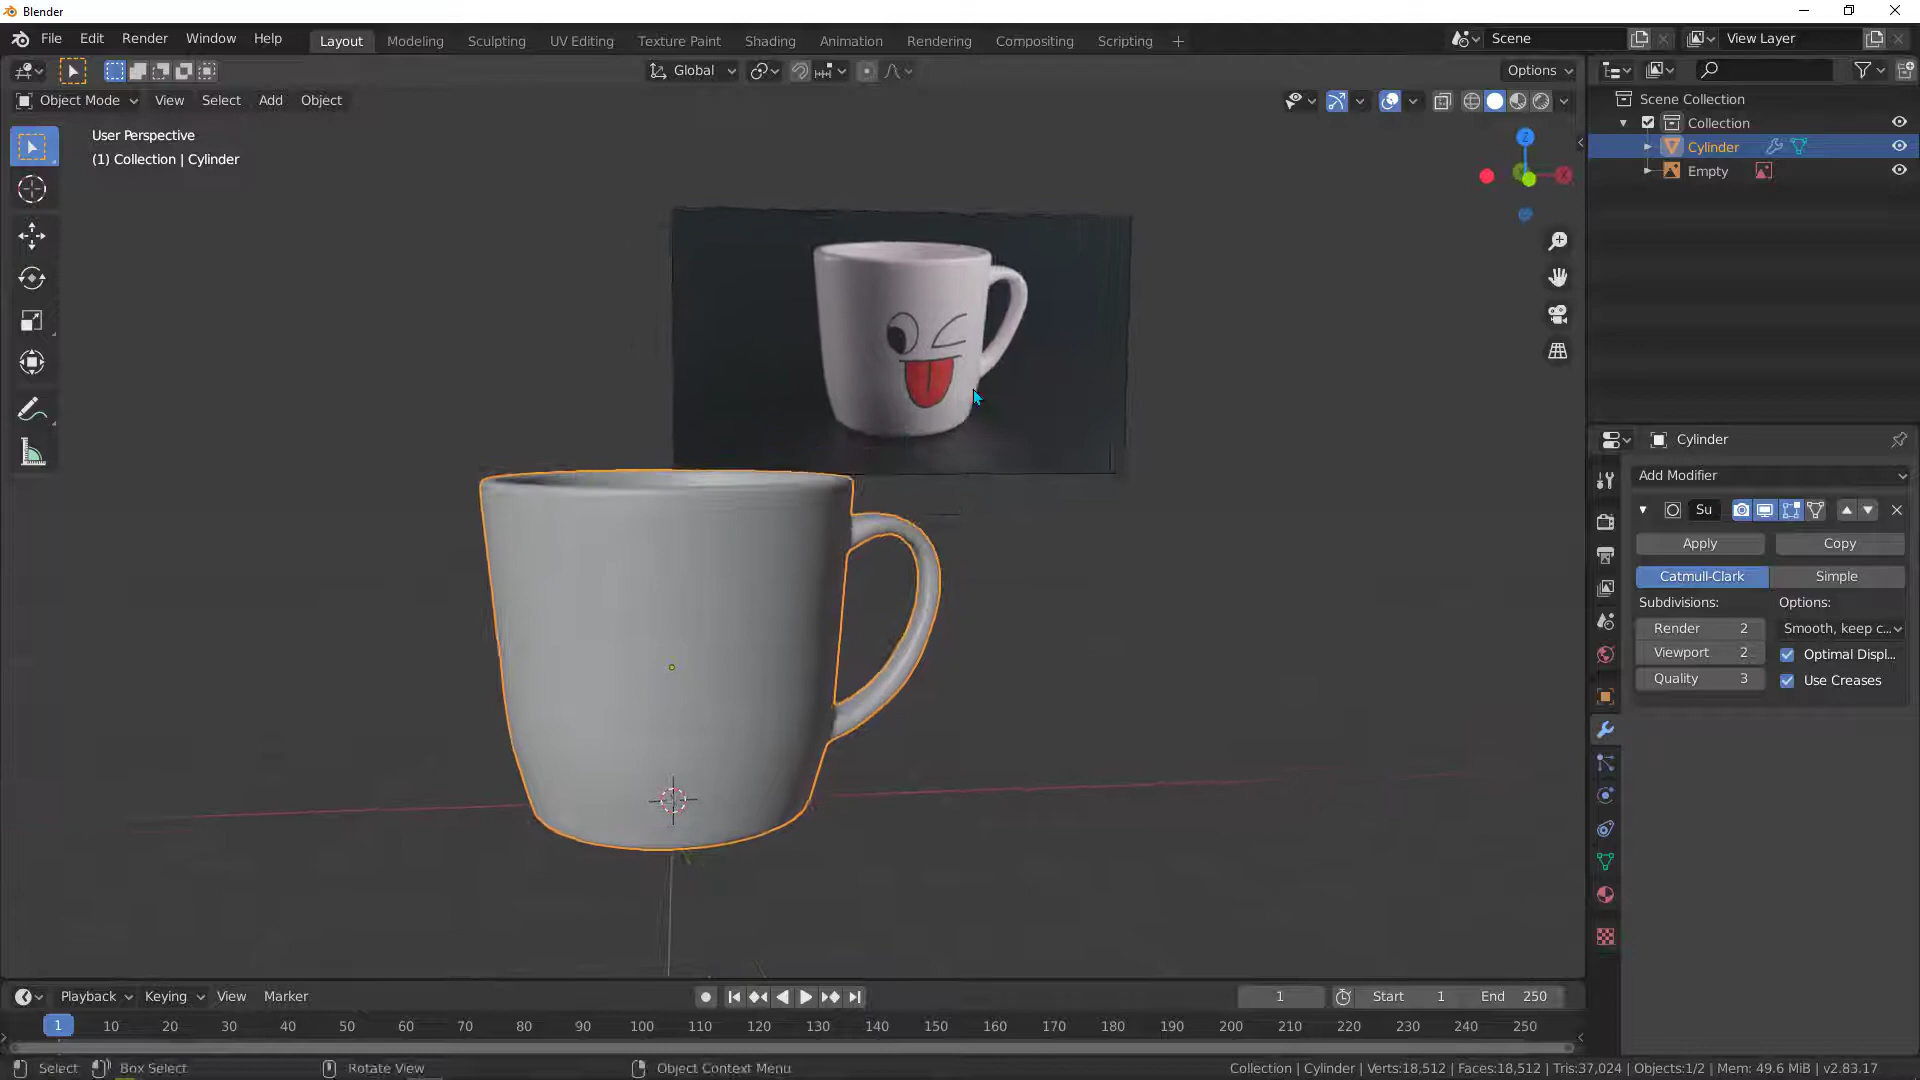 Blender
File Edit Render Window Help
Layout Modeling Sculpting UV Editing Texture Paint Shading Animation Rendering Compositing Scripting +
Scene View Layer
Global Options
Object Mode View Select Add Object
User Perspective
(1) Collection | Cylinder
Z
X
Scene Collection
Collection
Cylinder
Empty
Cylinder
Add Modifier
Su
Apply Copy
Catmull-Clark Simple
Subdivisions: Options:
Render 2 Smooth, keep c...
Viewport 2 Optimal Displ...
Quality 3 Use Creases
Playback Keying View Marker
1 Start 1 End 250
1 10 20 30 40 50 60 70 80 90 100 110 120 130 140 150 160 170 180 190 200 210 220 230 240 250
Select Box Select Rotate View Object Context Menu
Collection | Cylinder | Verts:18,512 | Faces:18,512 | Tris:37,024 | Objects:1/2 | Mem: 49.6 MiB | v2.83.17